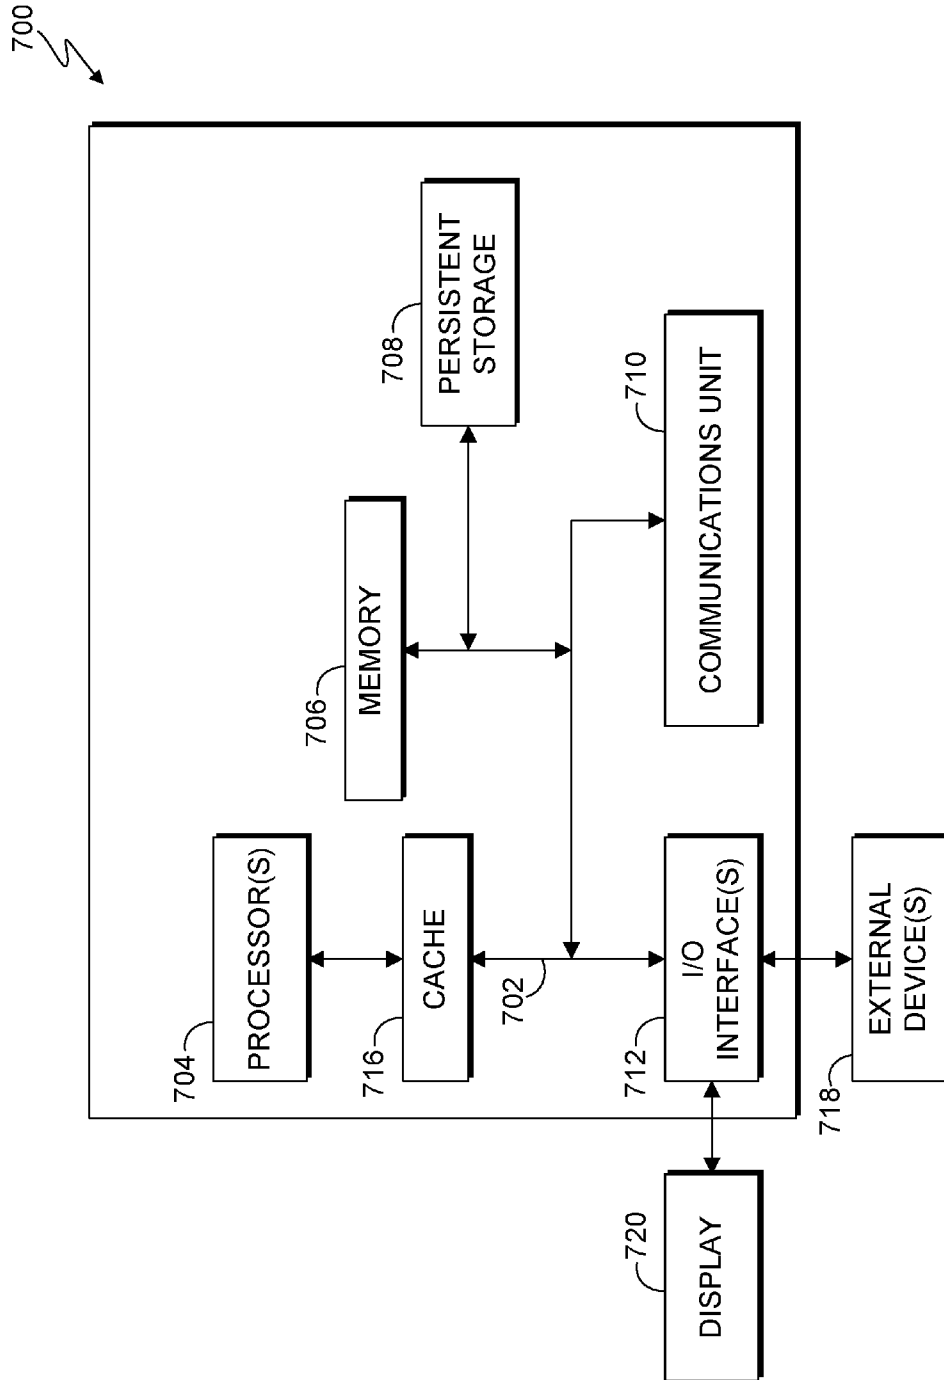 700
704
PROCESSOR(S)
716
CACHE
702
706
MEMORY
708
PERSISTENT
STORAGE
710
COMMUNICATIONS UNIT
712
I/O
INTERFACE(S)
720
DISPLAY
718
EXTERNAL
DEVICE(S)